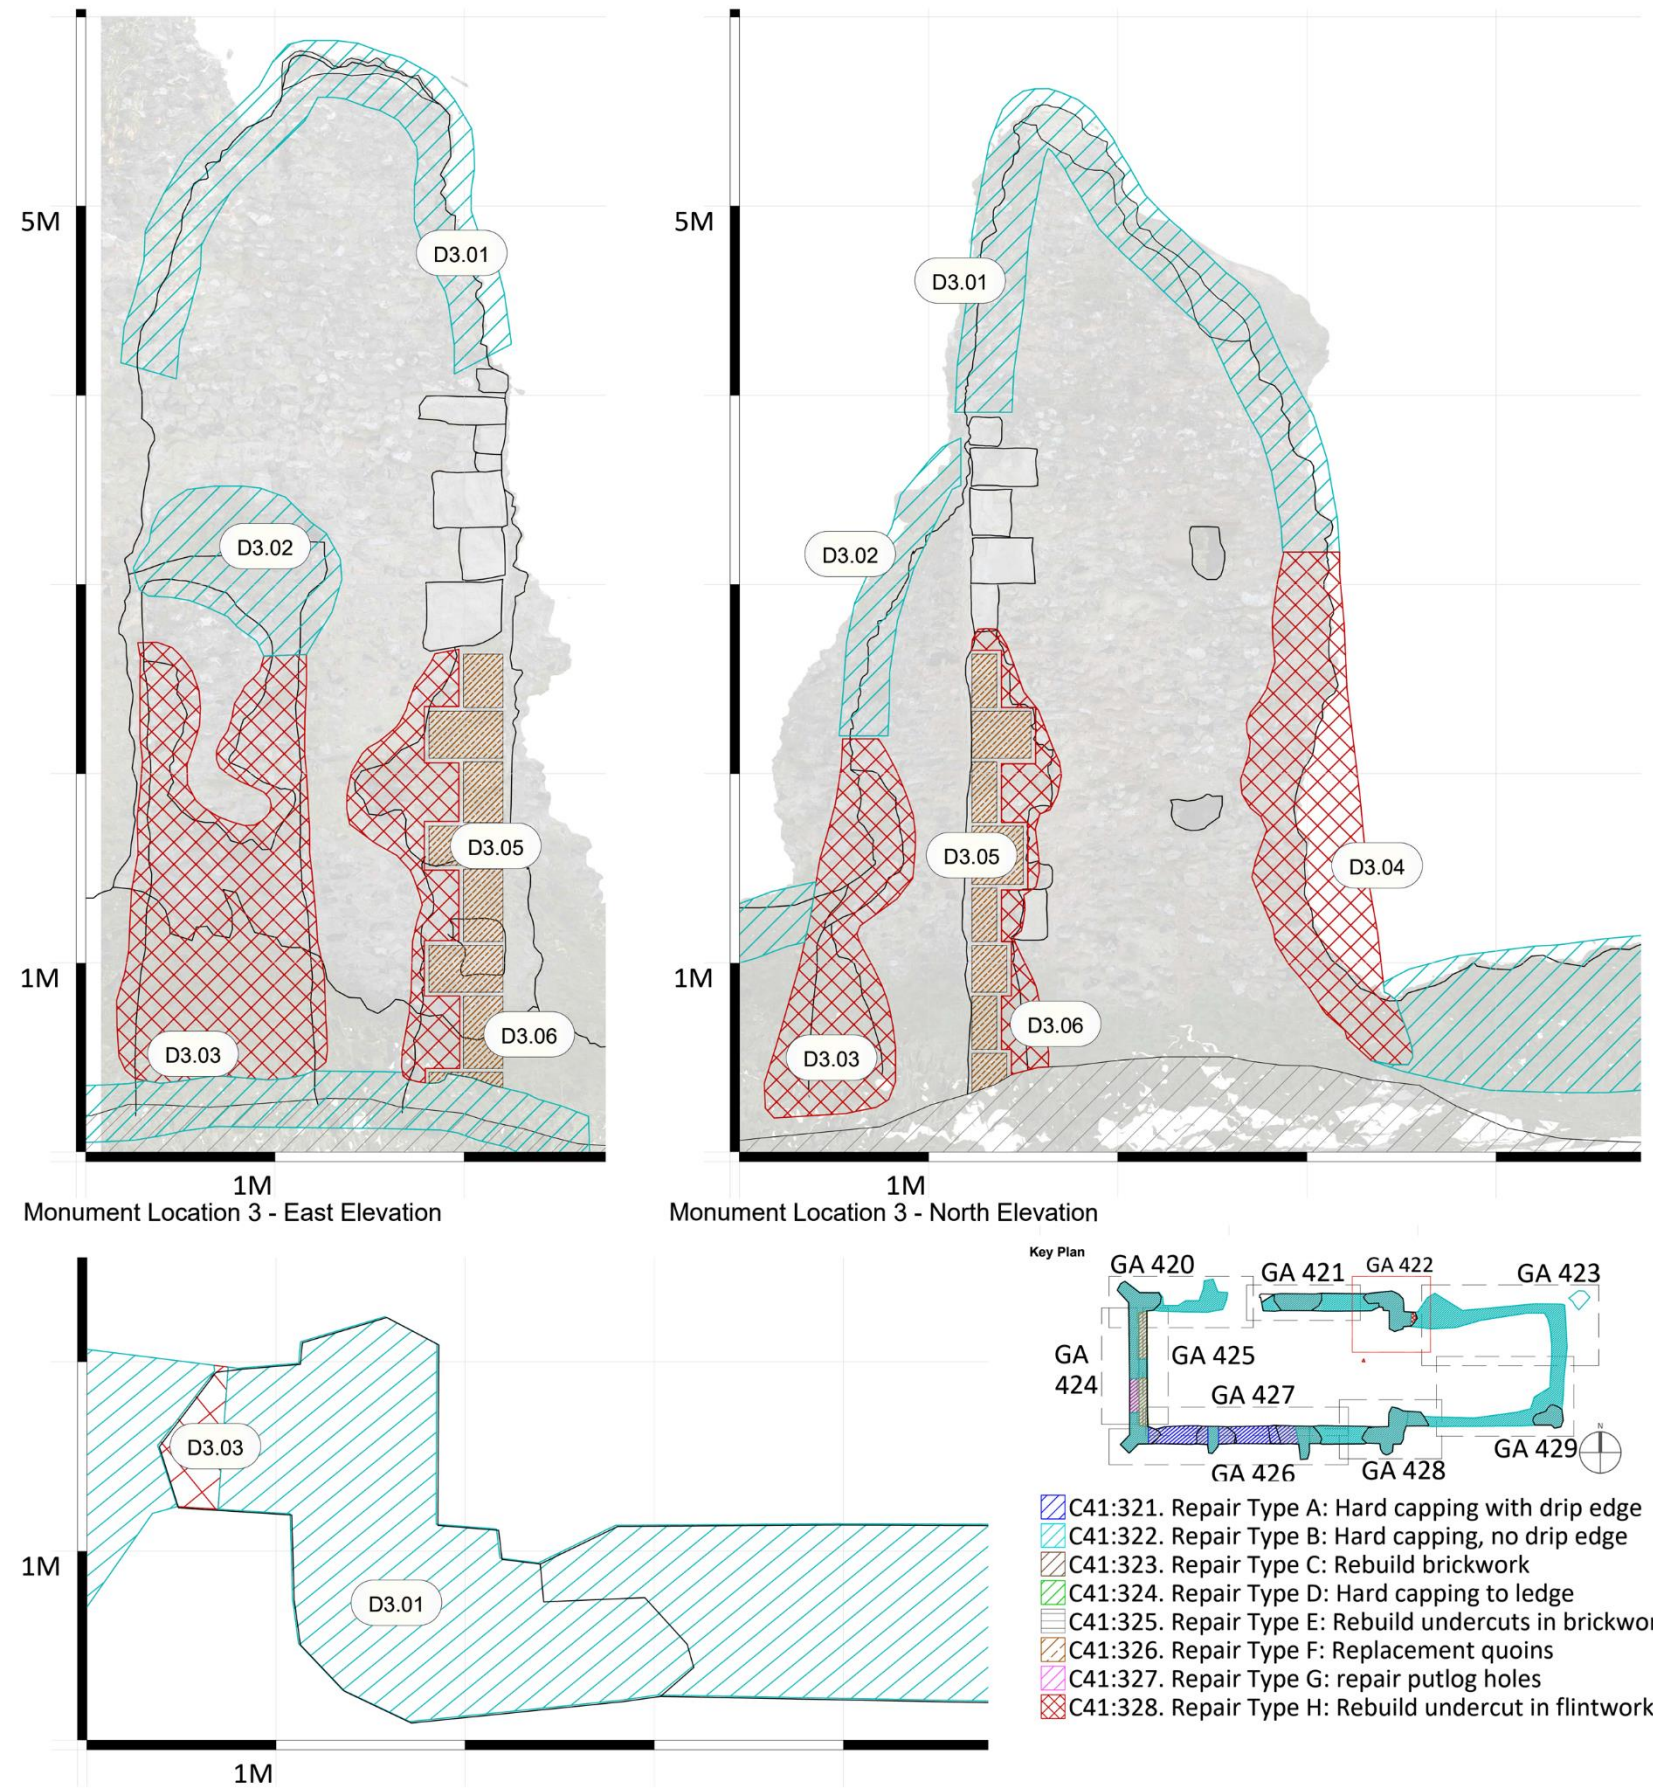 5M
D3.01
D3.02
D3.05
1M
D3.06
D3.03
1M
Monument Location 3 - East Elevation
5M
D3.01
D3.02
D3.05
D3.04
1M
D3.06
D3.03
1M
Monument Location 3 - North Elevation
D3.03
1M
D3.01
1M
Key Plan
GA 420
GA 421
GA 422
GA 423
GA
424
GA 425
GA 427
GA 426
GA 428
GA 429
N
C41:321. Repair Type A: Hard capping with drip edge
C41:322. Repair Type B: Hard capping, no drip edge
C41:323. Repair Type C: Rebuild brickwork
C41:324. Repair Type D: Hard capping to ledge
C41:325. Repair Type E: Rebuild undercuts in brickwor
C41:326. Repair Type F: Replacement quoins
C41:327. Repair Type G: repair putlog holes
C41:328. Repair Type H: Rebuild undercut in flintwork